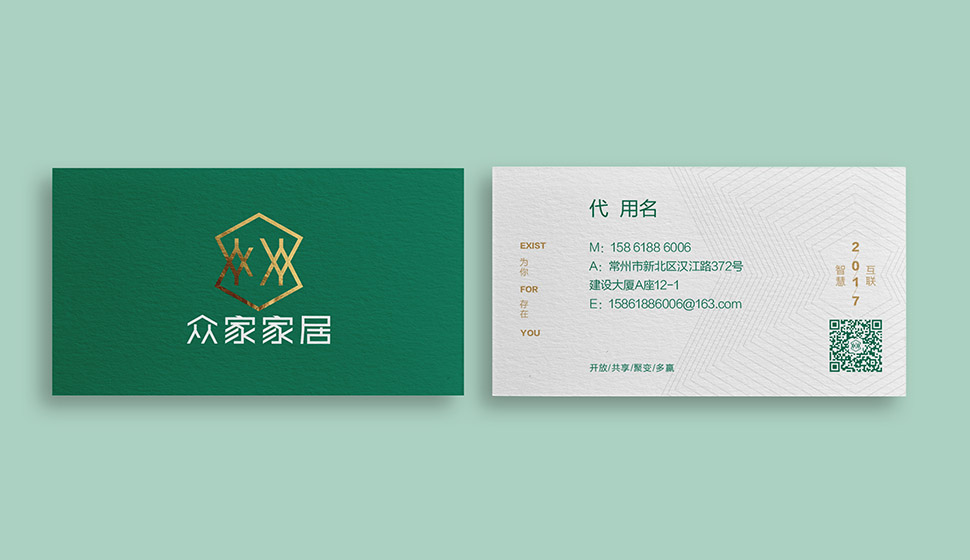 众家家居
代 用名
M: 158 6188 6006
A: 常州市新北区汉江路372号
建设大厦A座12-1
E: 15861886006@163.com
开放/共享/聚变/多赢
EXIST
为你
FOR
存在
YOU
智慧
2/0/1/7
互联